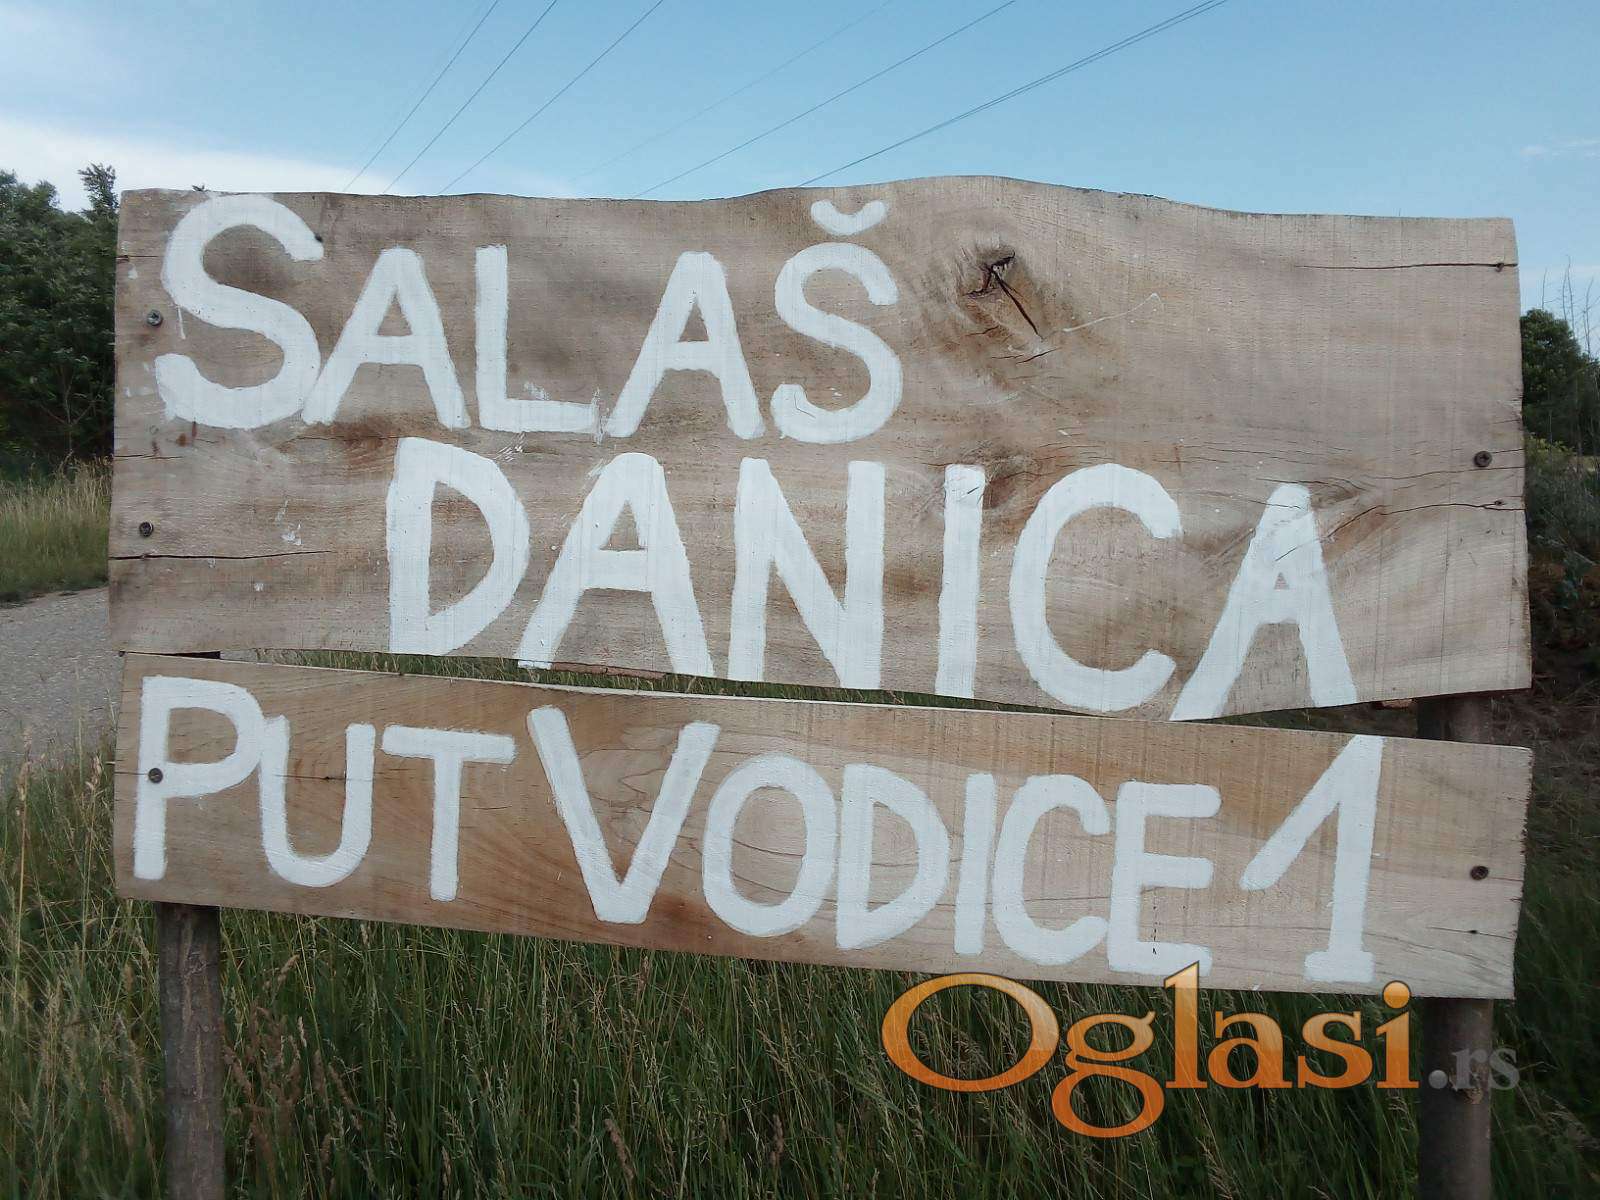 SALAŠ
DANICA
PUT VODICE 1
Oglasi.rs